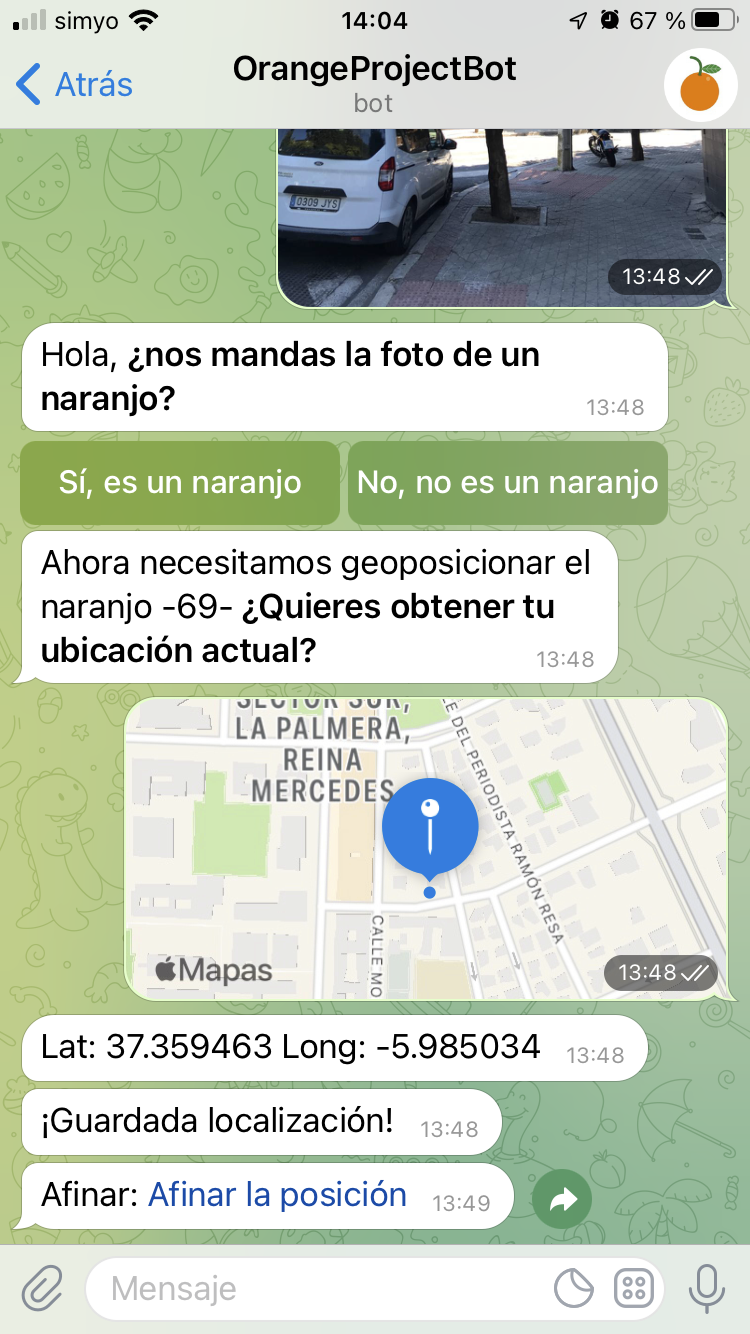 simyo 14:04 67 %
Atrás
OrangeProjectBot
bot
0309 JYS
13:48
Hola, ¿nos mandas la foto de un
naranjo?
13:48
Sí, es un naranjo
No, no es un naranjo
Ahora necesitamos geoposicionar el
naranjo -69- ¿Quieres obtener tu
ubicación actual?
13:48
SECTOR SUR,
LA PALMERA,
REINA
MERCEDES
E DEL PERIODISTA RAMÓN RESA
CALLE MO
Mapas
13:48
Lat: 37.359463 Long: -5.985034 13:48
¡Guardada localización! 13:48
Afinar: Afinar la posición 13:49
Mensaje